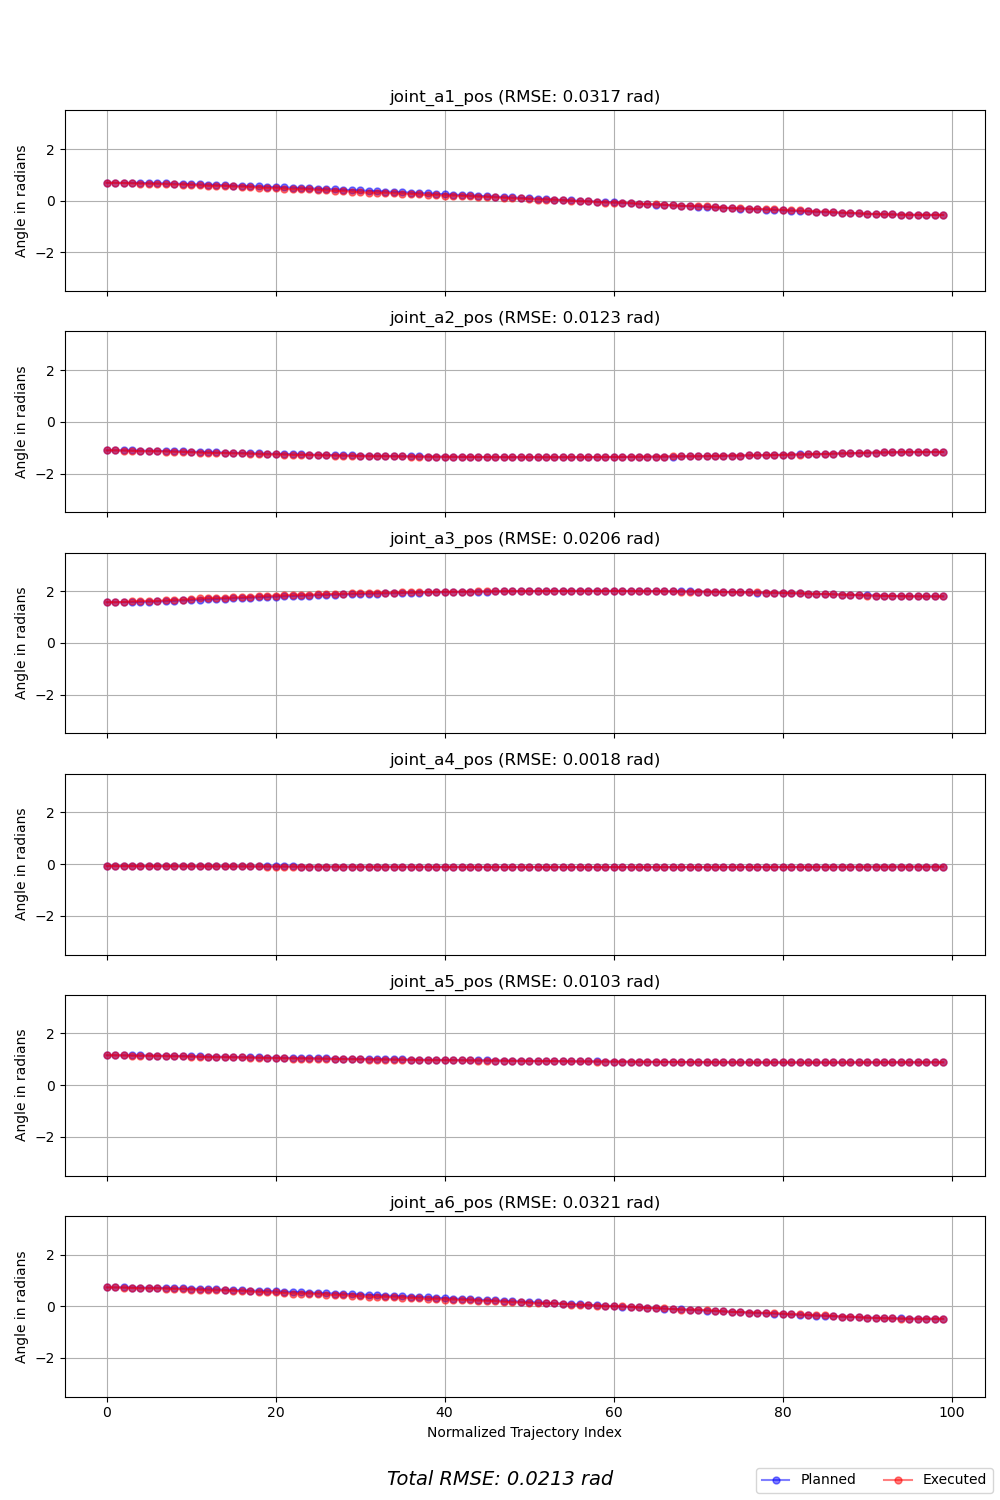 joint_a1_pos (RMSE: 0.0317 rad)
2
0
−2
Angle in radians
joint_a2_pos (RMSE: 0.0123 rad)
2
0
−2
Angle in radians
joint_a3_pos (RMSE: 0.0206 rad)
2
0
−2
Angle in radians
joint_a4_pos (RMSE: 0.0018 rad)
2
0
−2
Angle in radians
joint_a5_pos (RMSE: 0.0103 rad)
2
0
−2
Angle in radians
joint_a6_pos (RMSE: 0.0321 rad)
2
0
−2
Angle in radians
0 20 40 60 80 100
Normalized Trajectory Index
Total RMSE: 0.0213 rad
Planned Executed